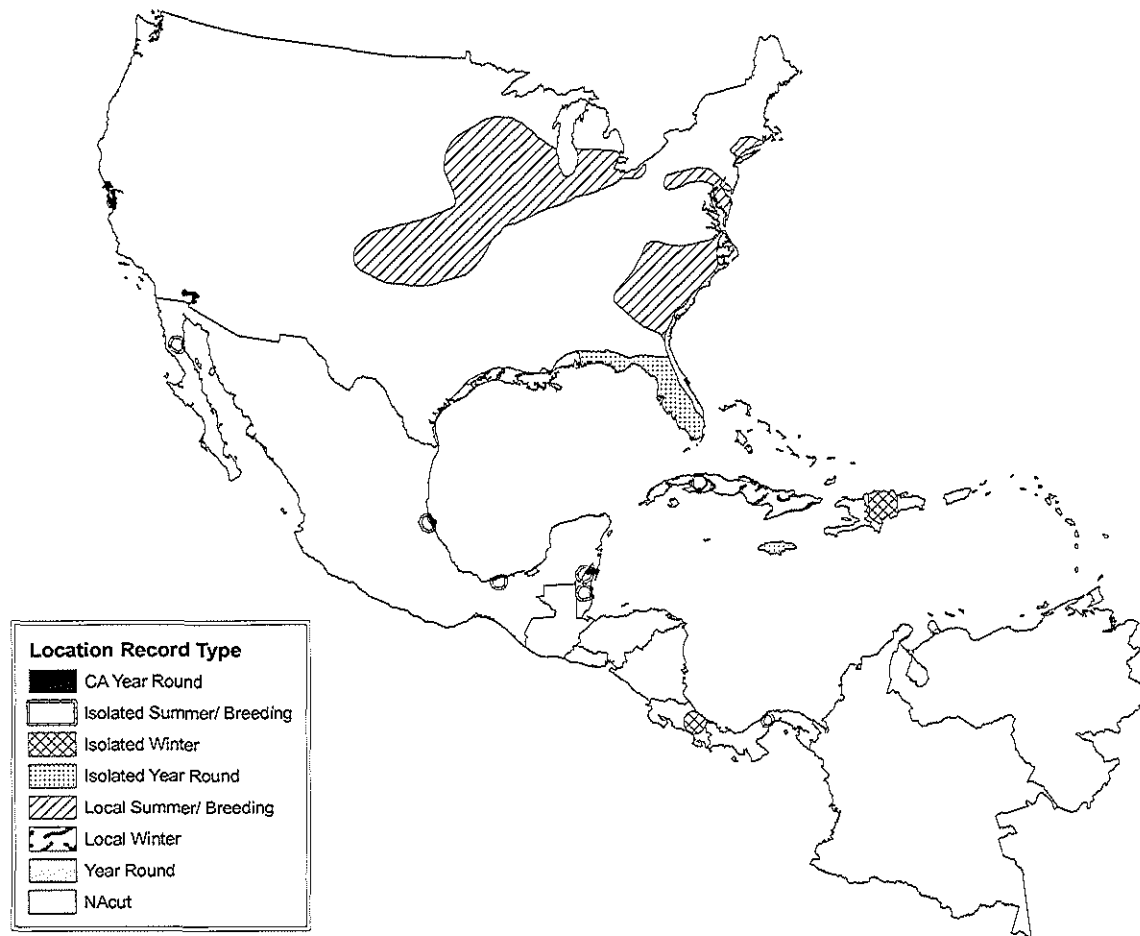 Location Record Type
CA Year Round
Isolated Summer/ Breeding
Isolated Winter
Isolated Year Round
Local Summer/ Breeding
Local Winter
Year Round
NAcut